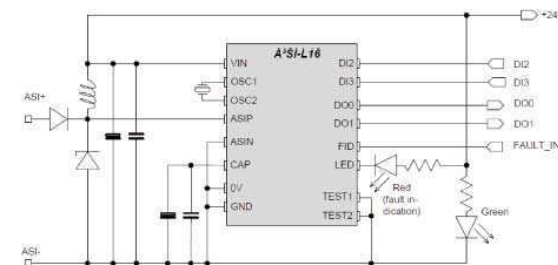 +24
A²SI-L16
VIN
OSC1
OSC2
ASIP
ASIN
CAP
0V
GND
DI2
DI3
DO0
DO1
FID
LED
TEST1
TEST2
DI2
DI3
DO0
DO1
FAULT_IN
ASI+
ASI-
Red
(fault in-
dication)
Green